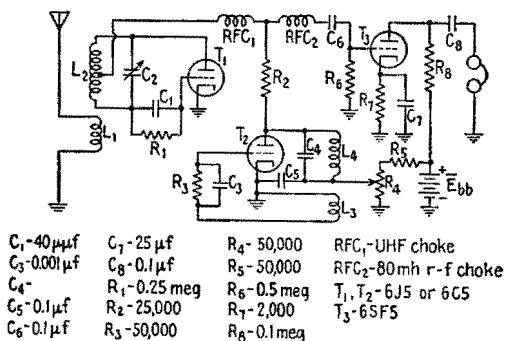 RFC₁ RFC₂ C₆ T₃ C₈
L₂ C₂ T₁ R₂ R₆ R₈
C₁ R₇ C₇
L₁ R₁ T₂ C₄ L₄ R₅
R₃ C₃ C₅ R₄ + E_bb -
L₃
C₁-40μμf C₇-25μf R₄-50,000 RFC₁-UHF choke
C₃-0.001μf C₈-0.1μf R₅-50,000 RFC₂-80mh r-f choke
C₄- R₁-0.25 meg R₆-0.5 meg T₁,T₂-6J5 or 6C5
C₅-0.1μf R₂-25,000 R₇-2,000 T₃-6SF5
C₆-0.1μf R₃-50,000 R₈-0.1 meg